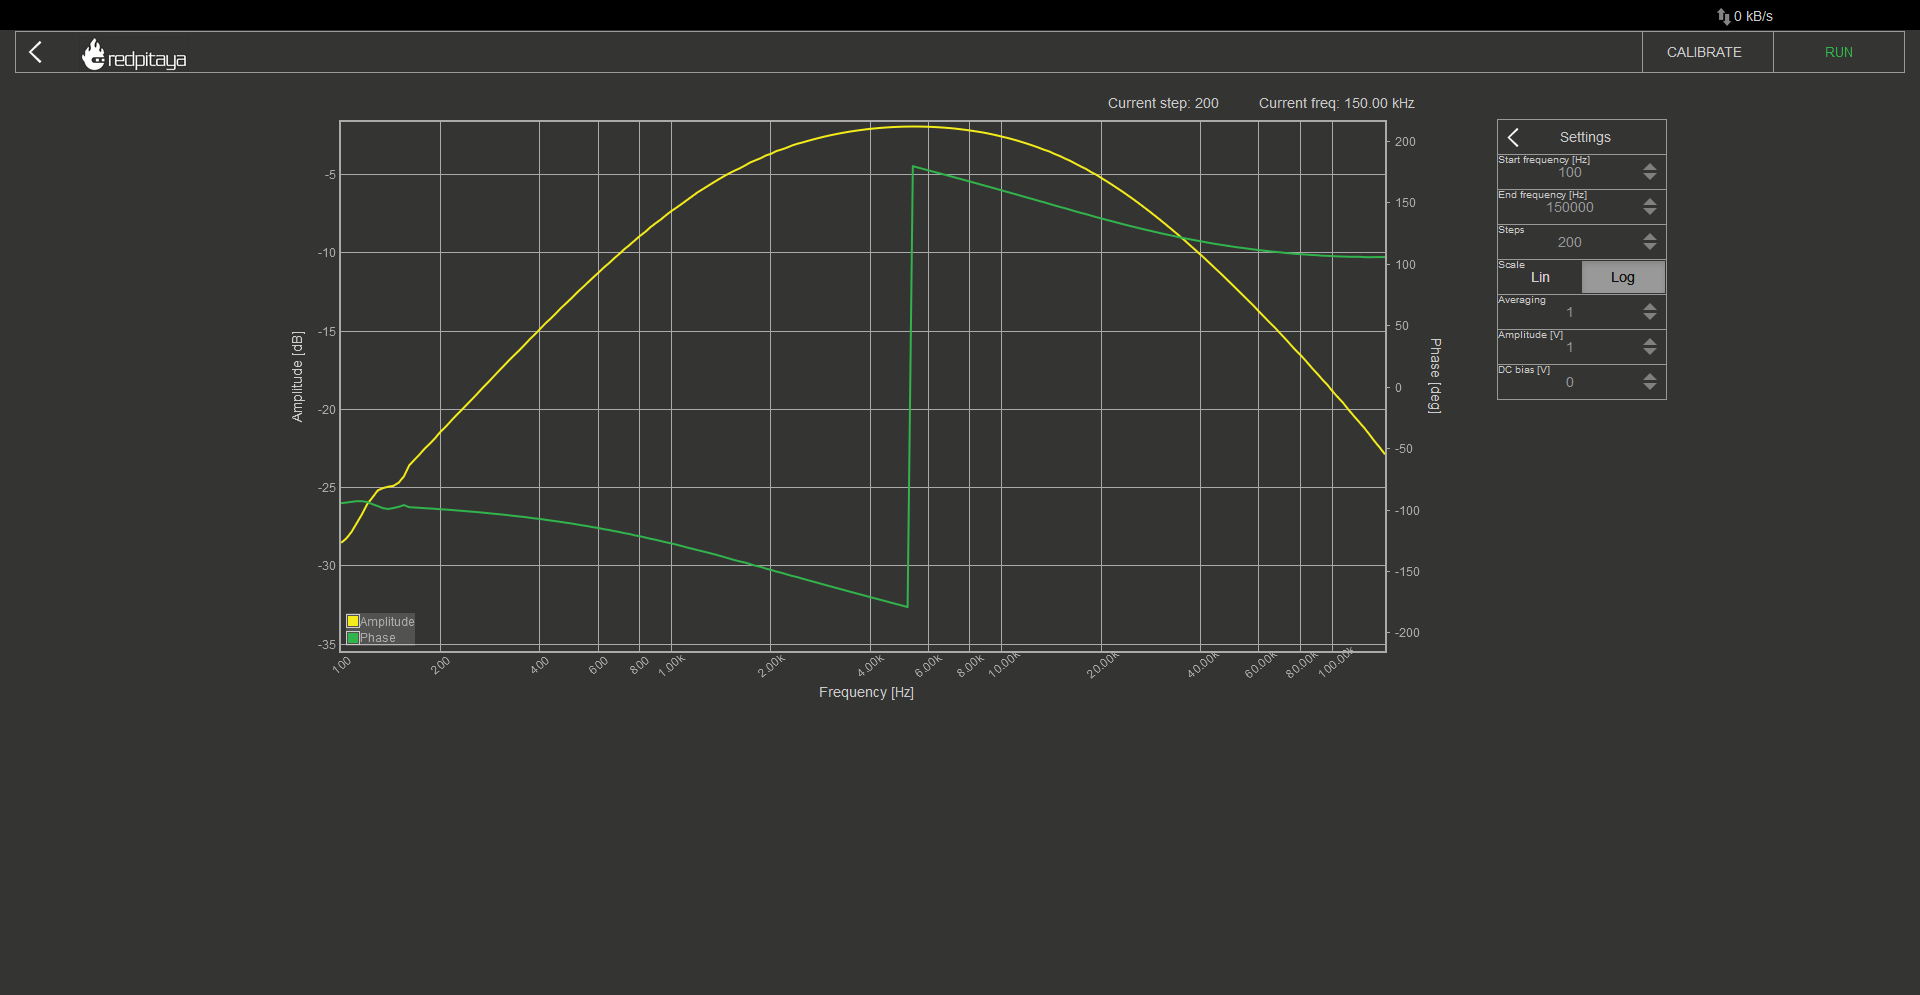 0 kB/s
redpitaya
CALIBRATE
RUN
Current step: 200
Current freq: 150.00 kHz
Amplitude [dB]
-5
-10
-15
-20
-25
-30
-35
200
150
100
50
0
-50
-100
-150
-200
Phase [deg]
Amplitude
Phase
100
200
400
600
800
1.00k
2.00k
4.00k
6.00k
8.00k
10.00k
20.00k
40.00k
60.00k
80.00k
100.00k
Frequency [Hz]
Settings
Start frequency [Hz]
100
End frequency [Hz]
150000
Steps
200
Scale
Lin Log
Averaging
1
Amplitude [V]
1
DC bias [V]
0